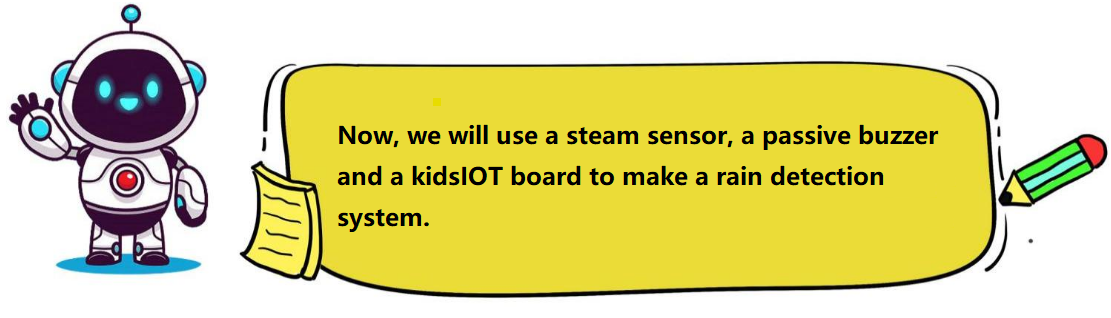 Now, we will use a steam sensor, a passive buzzer
and a kidsIOT board to make a rain detection
system.